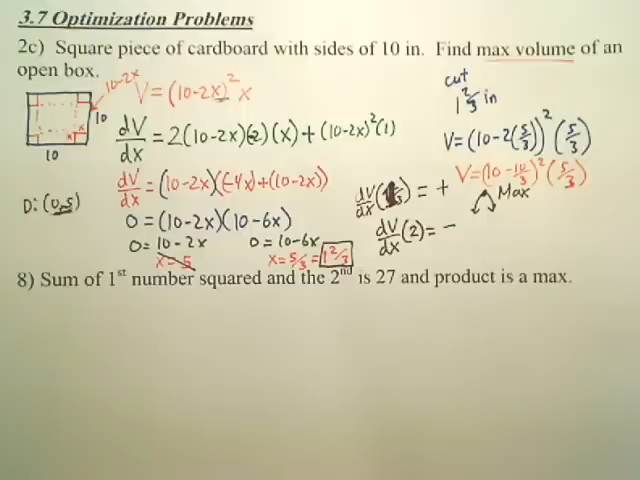 3.7 Optimization Problems
2c) Square piece of cardboard with sides of 10 in. Find max volume of an
open box.
10-2x
V = (10-2x)² x
10
10
x x
D: (0,5)
dV/dx = 2(10-2x)(-2)(x) + (10-2x)²(1)
dV/dx = (10-2x)(-4x)+(10-2x))
0 = (10-2x)(10-6x)
0 = 10-2x
x = 5
0 = 10-6x
x = 5/3 = 1 2/3
cut
1 2/3 in
V = (10-2(5/3))² (5/3)
V = (10-10/3)² (5/3)
dV/dx (1) = +
Max
dV/dx (2) = -
8) Sum of 1st number squared and the 2nd is 27 and product is a max.